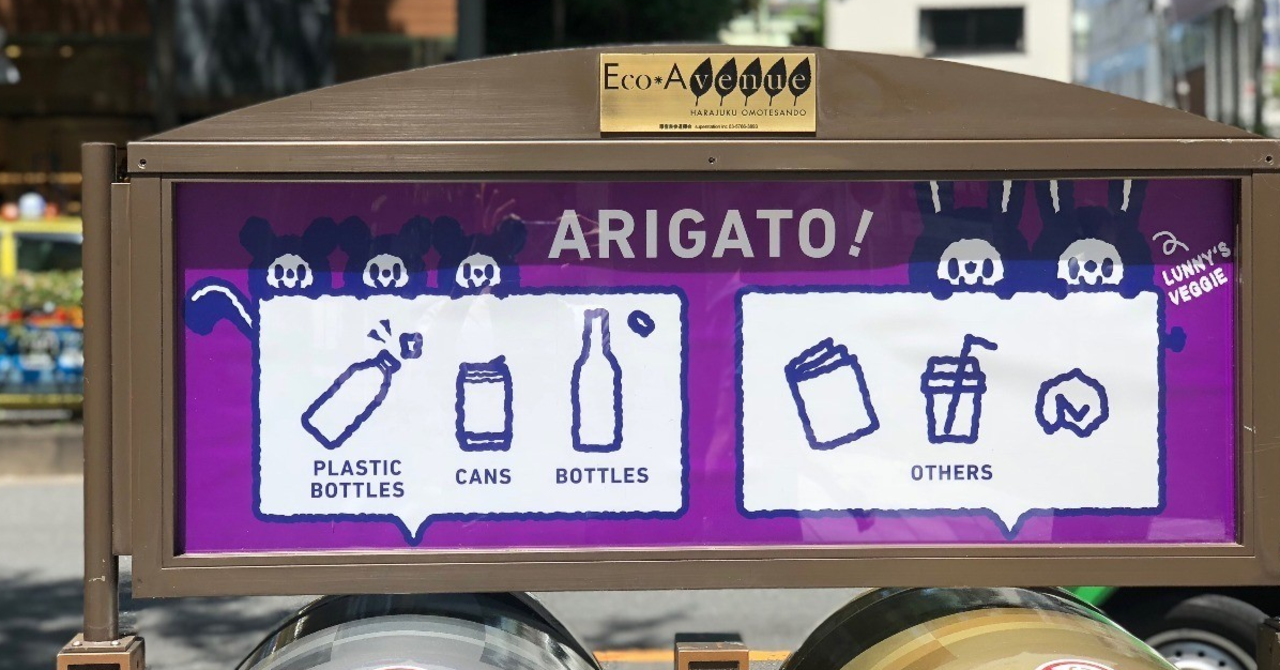 Eco*Avenue
HARAJUKU OMOTESANDO
ARIGATO!
LUNNY'S
VEGGIE
PLASTIC
BOTTLES
CANS
BOTTLES
OTHERS